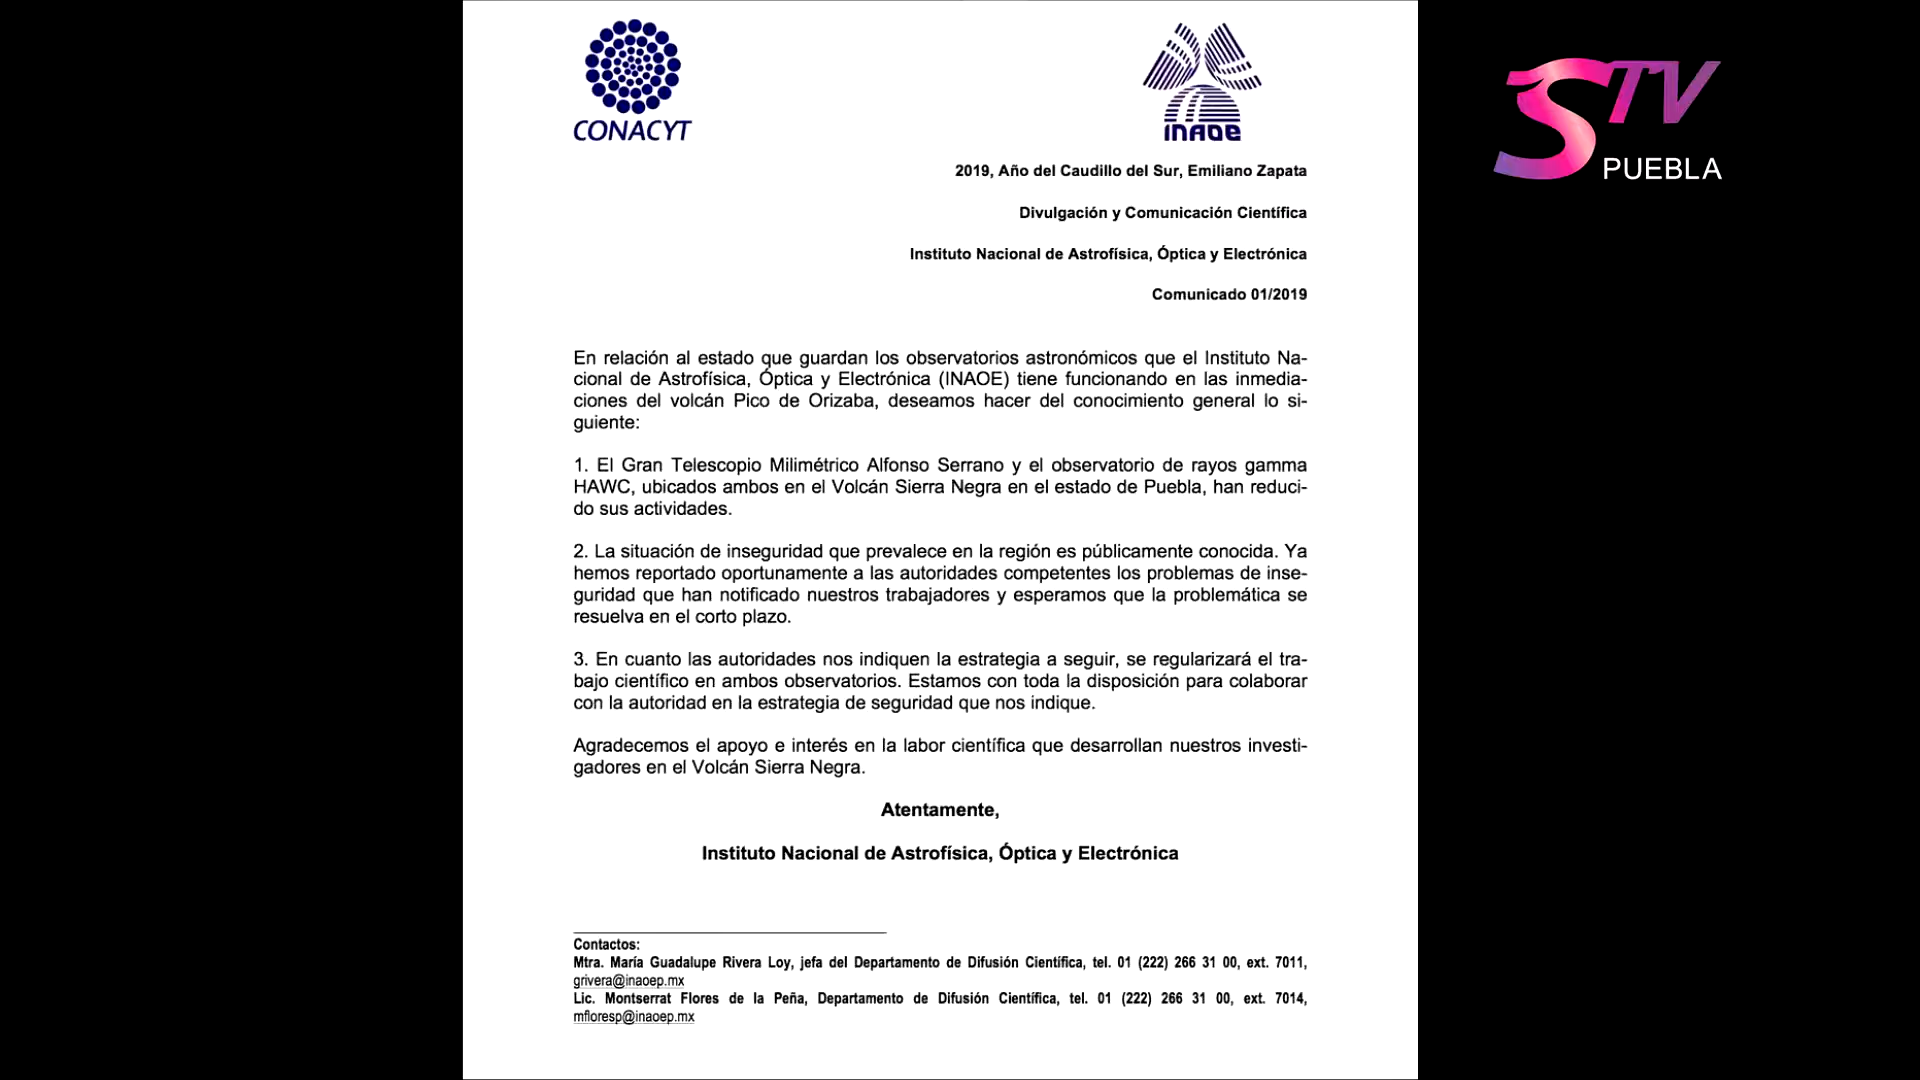 CONACYT
INAOE
STV
PUEBLA
2019, Año del Caudillo del Sur, Emiliano Zapata
Divulgación y Comunicación Científica
Instituto Nacional de Astrofísica, Óptica y Electrónica
Comunicado 01/2019
En relación al estado que guardan los observatorios astronómicos que el Instituto Na-
cional de Astrofísica, Óptica y Electrónica (INAOE) tiene funcionando en las inmedia-
ciones del volcán Pico de Orizaba, deseamos hacer del conocimiento general lo si-
guiente:
1. El Gran Telescopio Milimétrico Alfonso Serrano y el observatorio de rayos gamma
HAWC, ubicados ambos en el Volcán Sierra Negra en el estado de Puebla, han reduci-
do sus actividades.
2. La situación de inseguridad que prevalece en la región es públicamente conocida. Ya
hemos reportado oportunamente a las autoridades competentes los problemas de inse-
guridad que han notificado nuestros trabajadores y esperamos que la problemática se
resuelva en el corto plazo.
3. En cuanto las autoridades nos indiquen la estrategia a seguir, se regularizará el tra-
bajo científico en ambos observatorios. Estamos con toda la disposición para colaborar
con la autoridad en la estrategia de seguridad que nos indique.
Agradecemos el apoyo e interés en la labor científica que desarrollan nuestros investi-
gadores en el Volcán Sierra Negra.
Atentamente,
Instituto Nacional de Astrofísica, Óptica y Electrónica
Contactos:
Mtra. María Guadalupe Rivera Loy, jefa del Departamento de Difusión Científica, tel. 01 (222) 266 31 00, ext. 7011,
grivera@inaoep.mx
Lic. Montserrat Flores de la Peña, Departamento de Difusión Científica, tel. 01 (222) 266 31 00, ext. 7014,
mfloresp@inaoep.mx